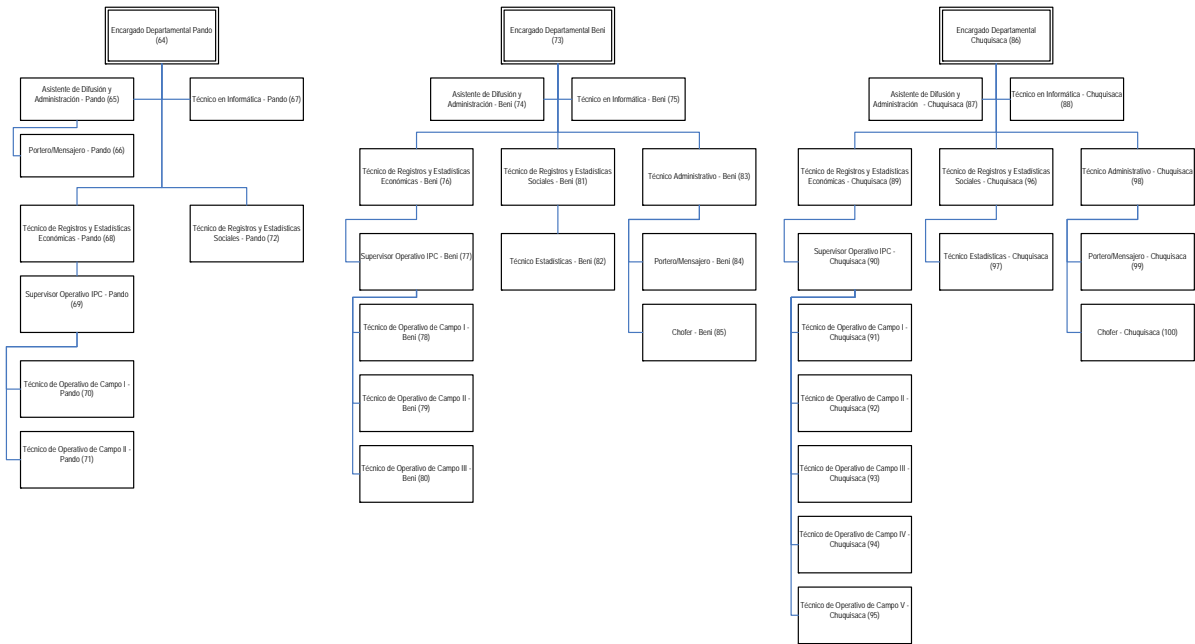 Encargado Departamental Pando
(64)
Asistente de Difusión y
Administración - Pando (65)
Técnico en Informática - Pando (67)
Portero/Mensajero - Pando (66)
Técnico de Registros y Estadísticas
Económicas - Pando (68)
Técnico de Registros y Estadísticas
Sociales - Pando (72)
Supervisor Operativo IPC - Pando
(69)
Técnico de Operativo de Campo I -
Pando (70)
Técnico de Operativo de Campo II -
Pando (71)
Encargado Departamental Beni
(73)
Asistente de Difusión y
Administración - Beni (74)
Técnico en Informática - Beni (75)
Técnico de Registros y Estadísticas
Económicas - Beni (76)
Técnico de Registros y Estadísticas
Sociales - Beni (81)
Técnico Administrativo - Beni (83)
Supervisor Operativo IPC - Beni (77)
Técnico Estadísticas - Beni (82)
Portero/Mensajero - Beni (84)
Técnico de Operativo de Campo I -
Beni (78)
Chofer - Beni (85)
Técnico de Operativo de Campo II -
Beni (79)
Técnico de Operativo de Campo III -
Beni (80)
Encargado Departamental
Chuquisaca (86)
Asistente de Difusión y
Administración - Chuquisaca (87)
Técnico en Informática - Chuquisaca
(88)
Técnico de Registros y Estadísticas
Económicas - Chuquisaca (89)
Técnico de Registros y Estadísticas
Sociales - Chuquisaca (96)
Técnico Administrativo - Chuquisaca
(98)
Supervisor Operativo IPC -
Chuquisaca (90)
Técnico Estadísticas - Chuquisaca
(97)
Portero/Mensajero - Chuquisaca
(99)
Técnico de Operativo de Campo I -
Chuquisaca (91)
Chofer - Chuquisaca (100)
Técnico de Operativo de Campo II -
Chuquisaca (92)
Técnico de Operativo de Campo III -
Chuquisaca (93)
Técnico de Operativo de Campo IV -
Chuquisaca (94)
Técnico de Operativo de Campo V -
Chuquisaca (95)